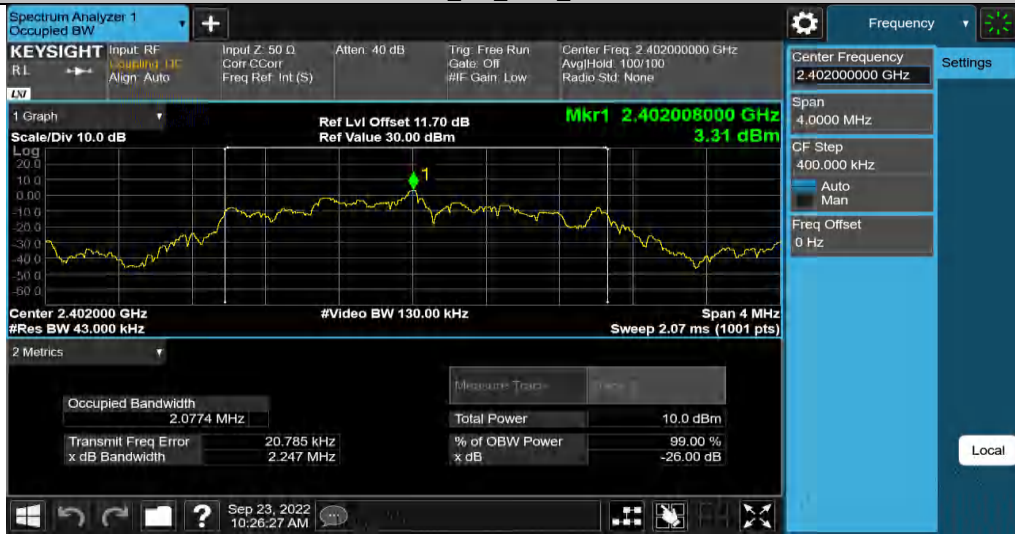 Spectrum Analyzer 1
Occupied BW
Frequency
KEYSIGHT
RL
LXI
Input: RF
Coupling: DC
Align: Auto
Input Z: 50 Ω
Corr CCorr
Freq Ref: Int (S)
Atten: 40 dB
Trig: Free Run
Gate: Off
#IF Gain: Low
Center Freq: 2.402000000 GHz
Avg|Hold: 100/100
Radio Std: None
Center Frequency
2.402000000 GHz
Settings
Span
4.0000 MHz
CF Step
400.000 kHz
Auto
Man
Freq Offset
0 Hz
Local
1 Graph
Scale/Div 10.0 dB
Ref Lvl Offset 11.70 dB
Ref Value 30.00 dBm
Mkr1 2.402008000 GHz
3.31 dBm
Log
20.0
10.0
0.00
-10.0
-20.0
-30.0
-40.0
-50.0
-60.0
1
Center 2.402000 GHz
#Video BW 130.00 kHz
Span 4 MHz
#Res BW 43.000 kHz
Sweep 2.07 ms (1001 pts)
2 Metrics
Measure Trace
Trace 1
Occupied Bandwidth
2.0774 MHz
Total Power
10.0 dBm
Transmit Freq Error
20.785 kHz
% of OBW Power
99.00 %
x dB Bandwidth
2.247 MHz
x dB
-26.00 dB
?
Sep 23, 2022
10:26:27 AM